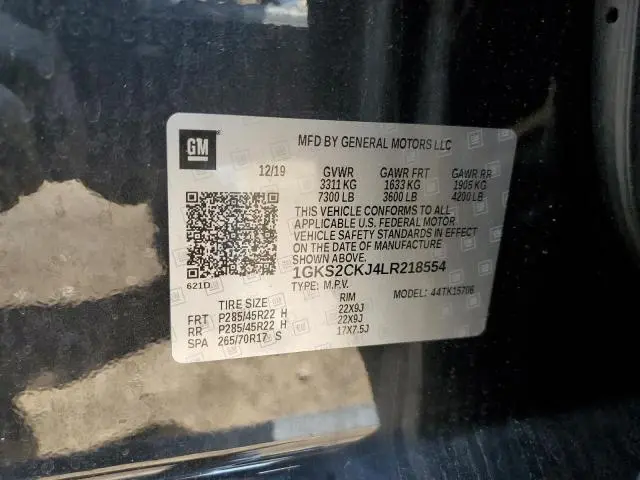 GM
MFD BY GENERAL MOTORS LLC
12/19 GVWR GAWR FRT GAWR RR
3311 KG 1633 KG 1905 KG
7300 LB 3600 LB 4200 LB
THIS VEHICLE CONFORMS TO ALL
APPLICABLE U.S. FEDERAL MOTOR
VEHICLE SAFETY STANDARDS IN EFFECT
ON THE DATE OF MANUFACTURE
SHOWN ABOVE.
621D 1GKS2CKJ4LR218554
TYPE: M.P.V. MODEL: 44TK15706
TIRE SIZE RIM
FRT P285/45R22 H 22X9J
RR P285/45R22 H 22X9J
SPA 265/70R17 S 17X7.5J